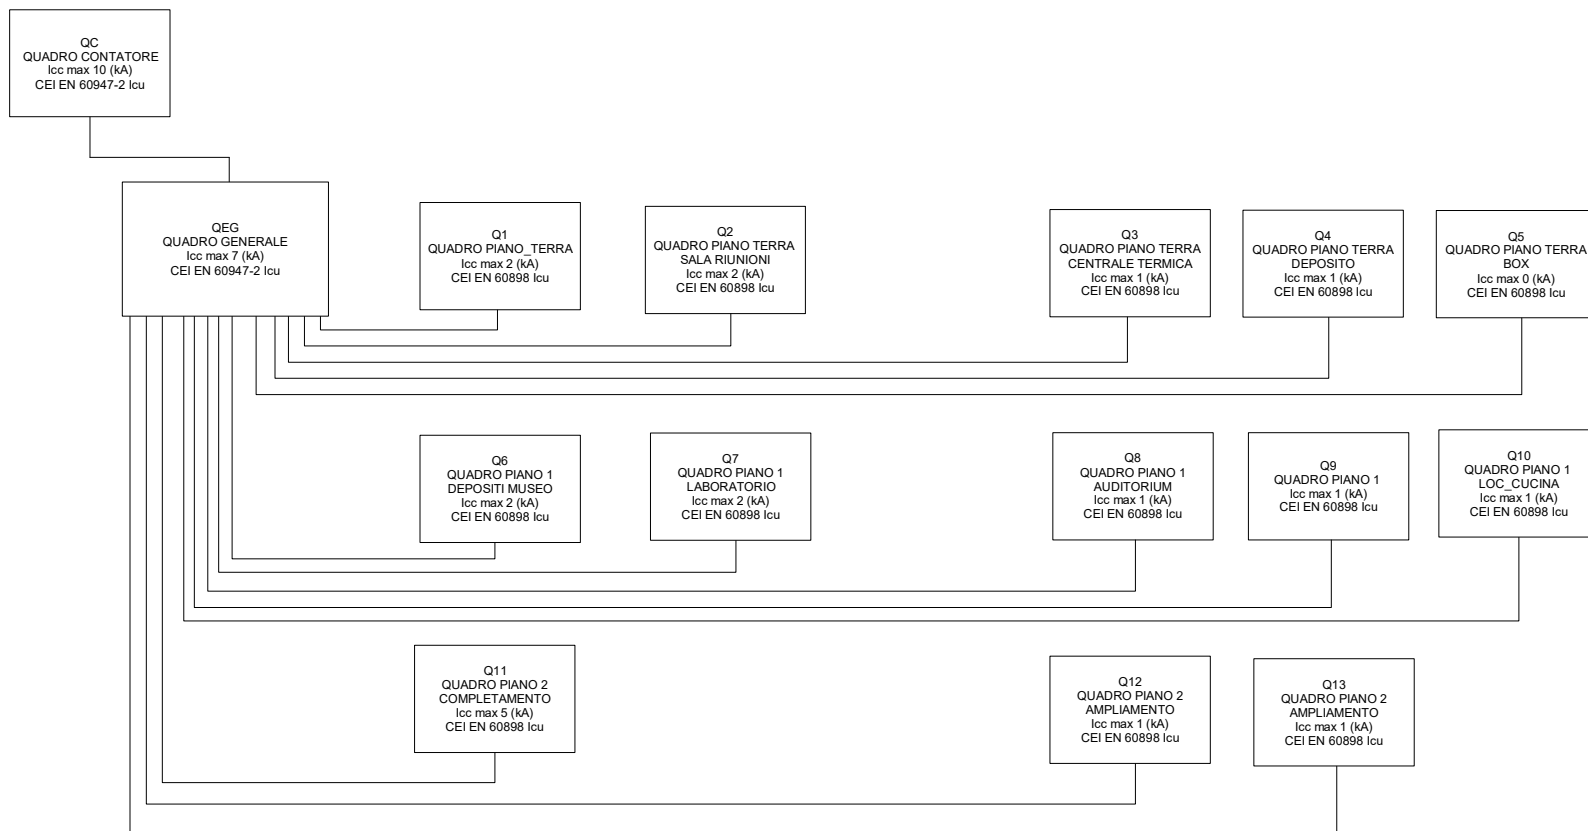 QC
QUADRO CONTATORE
Icc max 10 (kA)
CEI EN 60947-2 Icu
QEG
QUADRO GENERALE
Icc max 7 (kA)
CEI EN 60947-2 Icu
Q1
QUADRO PIANO_TERRA
Icc max 2 (kA)
CEI EN 60898 Icu
Q2
QUADRO PIANO TERRA
SALA RIUNIONI
Icc max 2 (kA)
CEI EN 60898 Icu
Q3
QUADRO PIANO TERRA
CENTRALE TERMICA
Icc max 1 (kA)
CEI EN 60898 Icu
Q4
QUADRO PIANO TERRA
DEPOSITO
Icc max 1 (kA)
CEI EN 60898 Icu
Q5
QUADRO PIANO TERRA
BOX
Icc max 0 (kA)
CEI EN 60898 Icu
Q6
QUADRO PIANO 1
DEPOSITI MUSEO
Icc max 2 (kA)
CEI EN 60898 Icu
Q7
QUADRO PIANO 1
LABORATORIO
Icc max 2 (kA)
CEI EN 60898 Icu
Q8
QUADRO PIANO 1
AUDITORIUM
Icc max 1 (kA)
CEI EN 60898 Icu
Q9
QUADRO PIANO 1
Icc max 1 (kA)
CEI EN 60898 Icu
Q10
QUADRO PIANO 1
LOC_CUCINA
Icc max 1 (kA)
CEI EN 60898 Icu
Q11
QUADRO PIANO 2
COMPLETAMENTO
Icc max 5 (kA)
CEI EN 60898 Icu
Q12
QUADRO PIANO 2
AMPLIAMENTO
Icc max 1 (kA)
CEI EN 60898 Icu
Q13
QUADRO PIANO 2
AMPLIAMENTO
Icc max 1 (kA)
CEI EN 60898 Icu